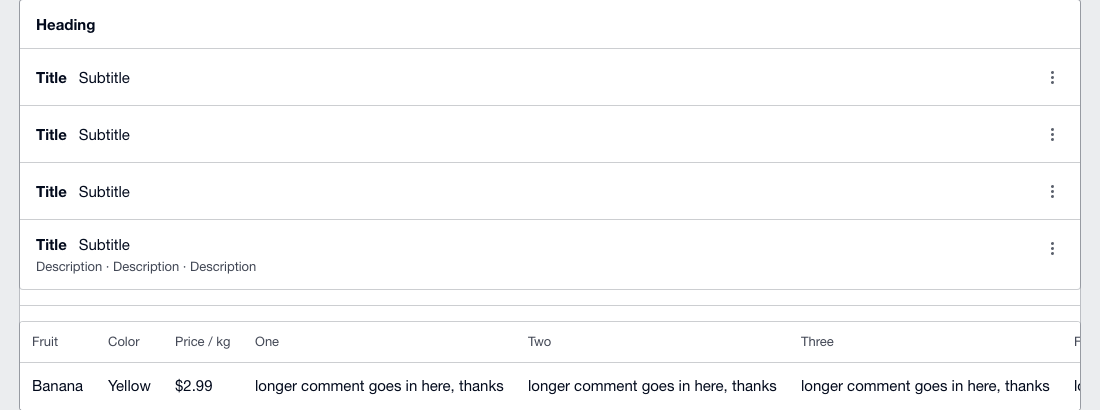 Heading
Title Subtitle
Title Subtitle
Title Subtitle
Title Subtitle
Description · Description · Description
Fruit Color Price / kg One Two Three
Banana Yellow $2.99 longer comment goes in here, thanks longer comment goes in here, thanks longer comment goes in here, thanks